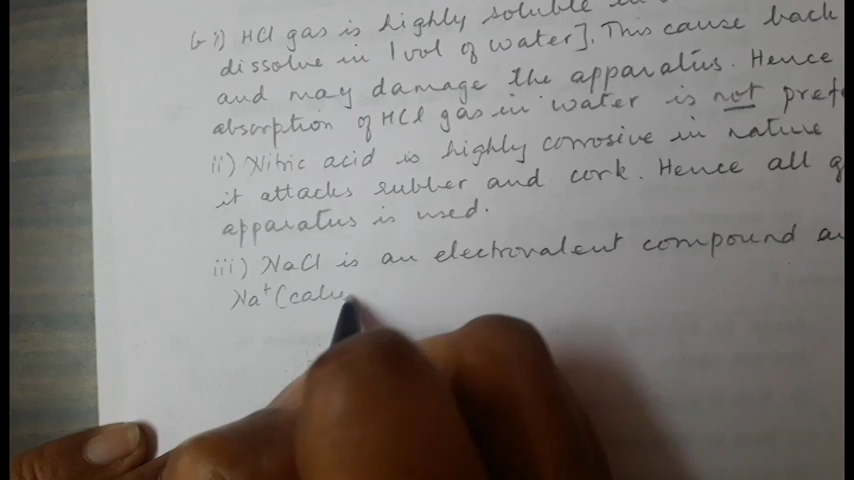 b i) HCl gas is highly soluble in
dissolve in 1 vol of water]. This cause back
and may damage the apparatus. Hence
absorption of HCl gas in water is not pref
ii) Nitric acid is highly corrosive in nature
it attacks rubber and cork. Hence all g
apparatus is used.
iii) NaCl is an electrovalent compound a
Na⁺ (